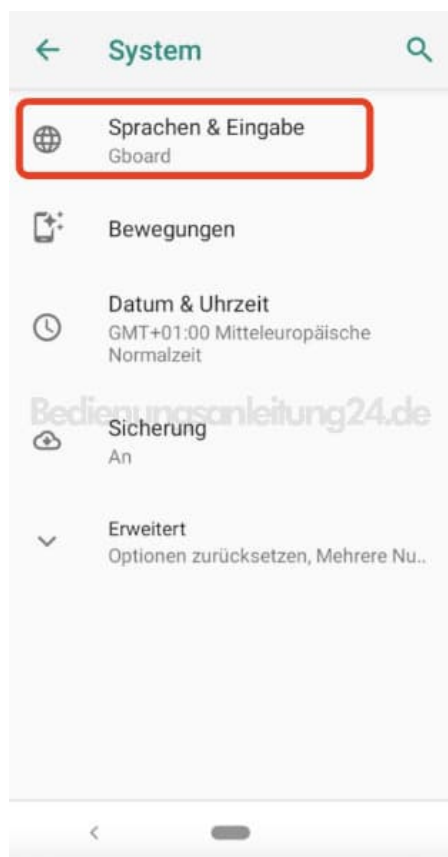 System
Sprachen & Eingabe
Gboard
Bewegungen
Datum & Uhrzeit
GMT+01:00 Mitteleuropäische
Normalzeit
Bedienungsanleitung24.de
Sicherung
An
Erweitert
Optionen zurücksetzen, Mehrere Nu..